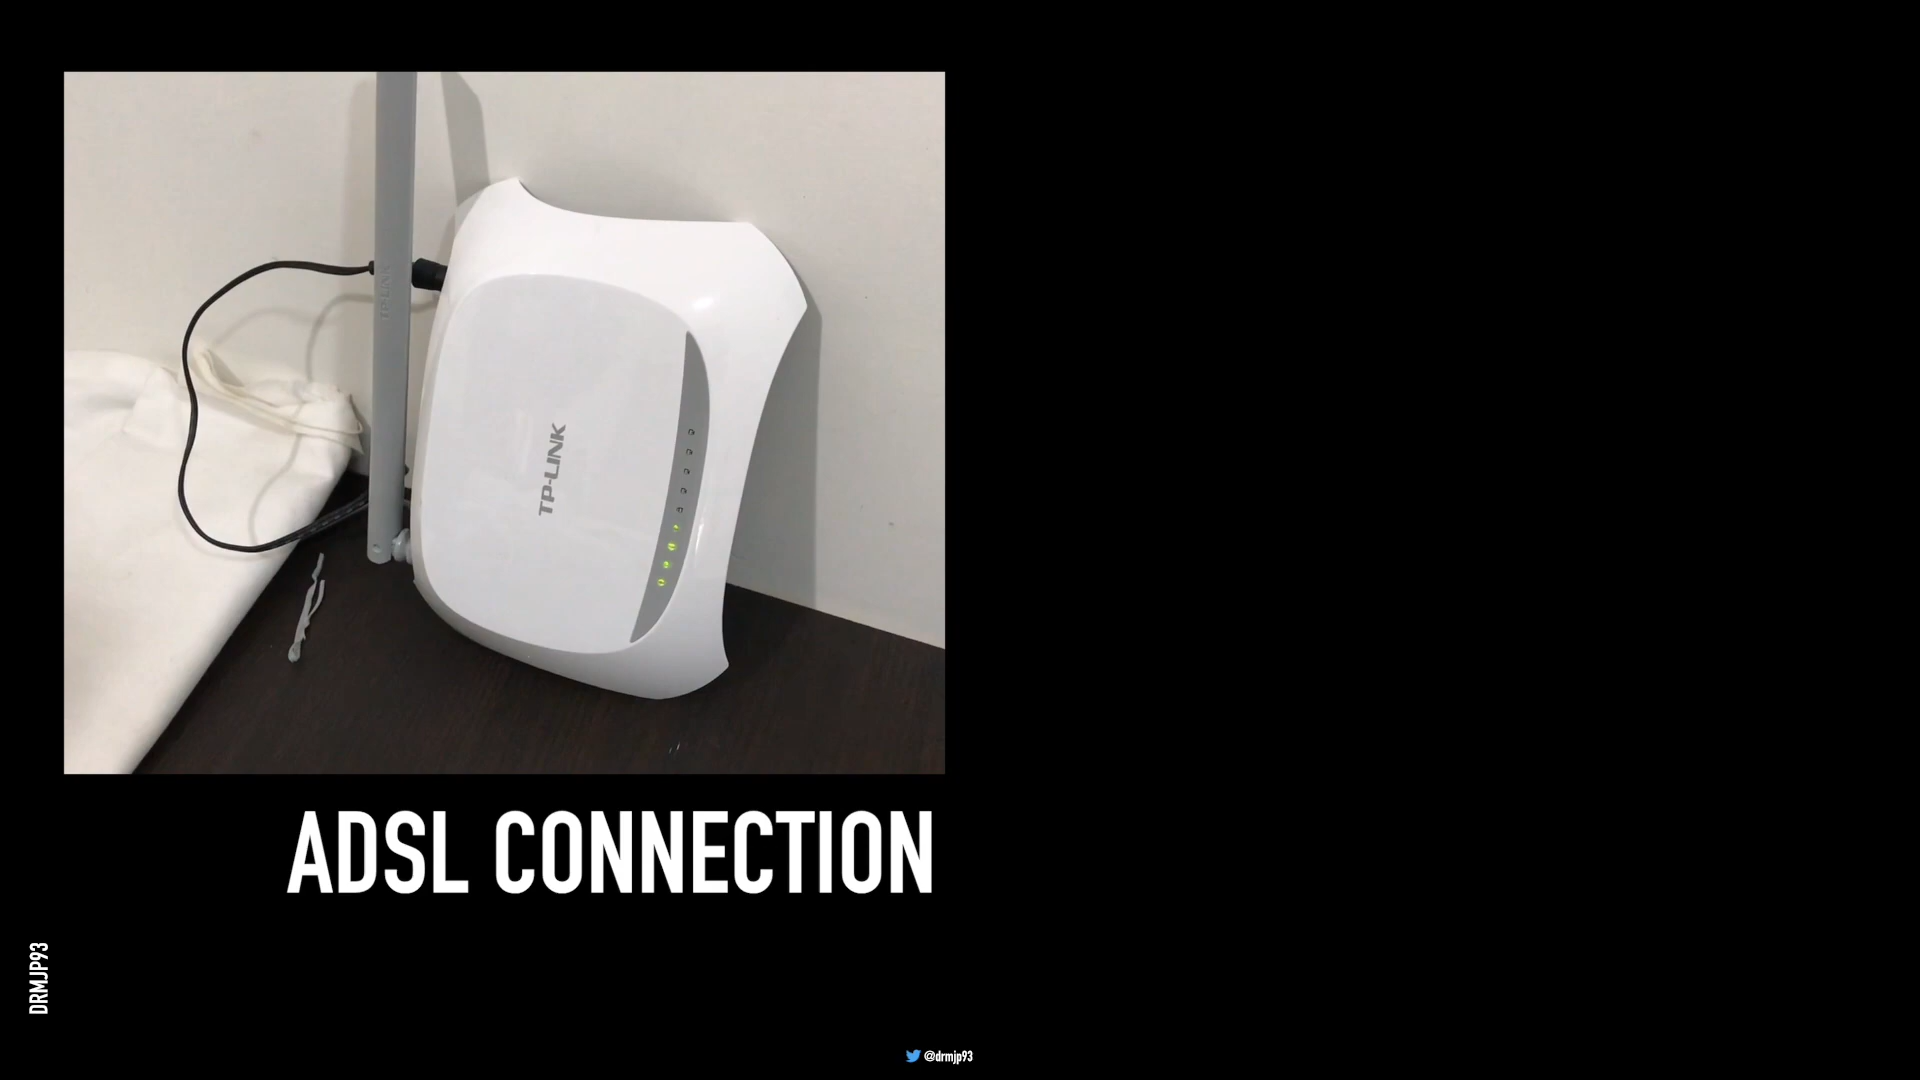 TP-LINK
TP-LINK
ADSL CONNECTION
DRMJP93
@drmjp93